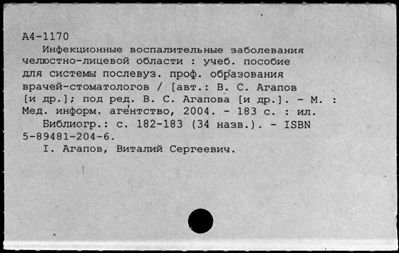 А4-1170
Инфекционные воспалительные заболевания
челюстно-лицевой области : учеб. пособие
для системы послевуз. проф. образования
врачей-стоматологов / [авт.: В. С. Агапов
[и др.]; под ред. В. С. Агапова [и др.]. - М. :
Мед. информ. агентство, 2004. - 183 с. : ил.
Библиогр.: с. 182-183 (34 назв.). - ISBN
5-89481-204-6.
I. Агапов, Виталий Сергеевич.